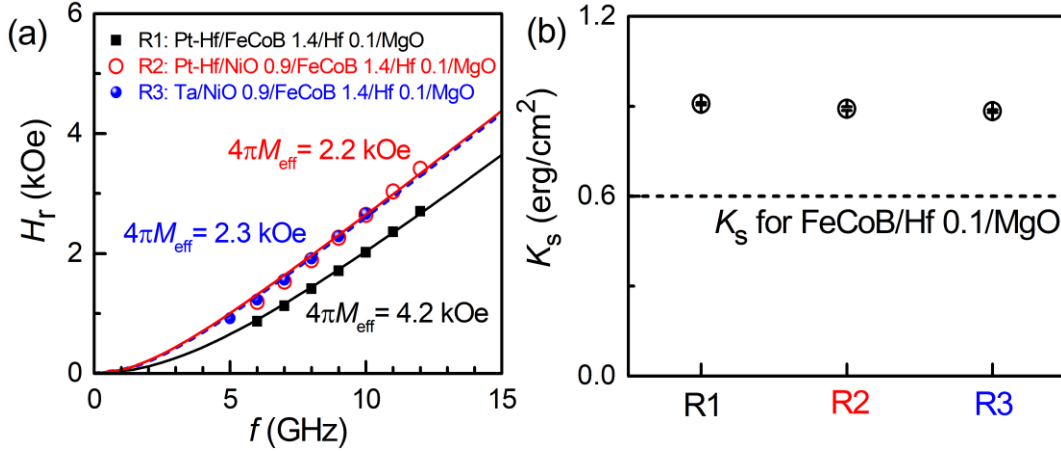 (a)
R1: Pt-Hf/FeCoB 1.4/Hf 0.1/MgO
R2: Pt-Hf/NiO 0.9/FeCoB 1.4/Hf 0.1/MgO
R3: Ta/NiO 0.9/FeCoB 1.4/Hf 0.1/MgO
4πMeff= 2.2 kOe
4πMeff= 2.3 kOe
4πMeff= 4.2 kOe
Hr (kOe)
6
4
2
0
0 5 10 15
f (GHz)
(b)
Ks (erg/cm²)
1.2
0.6
0.0
Ks for FeCoB/Hf 0.1/MgO
R1 R2 R3